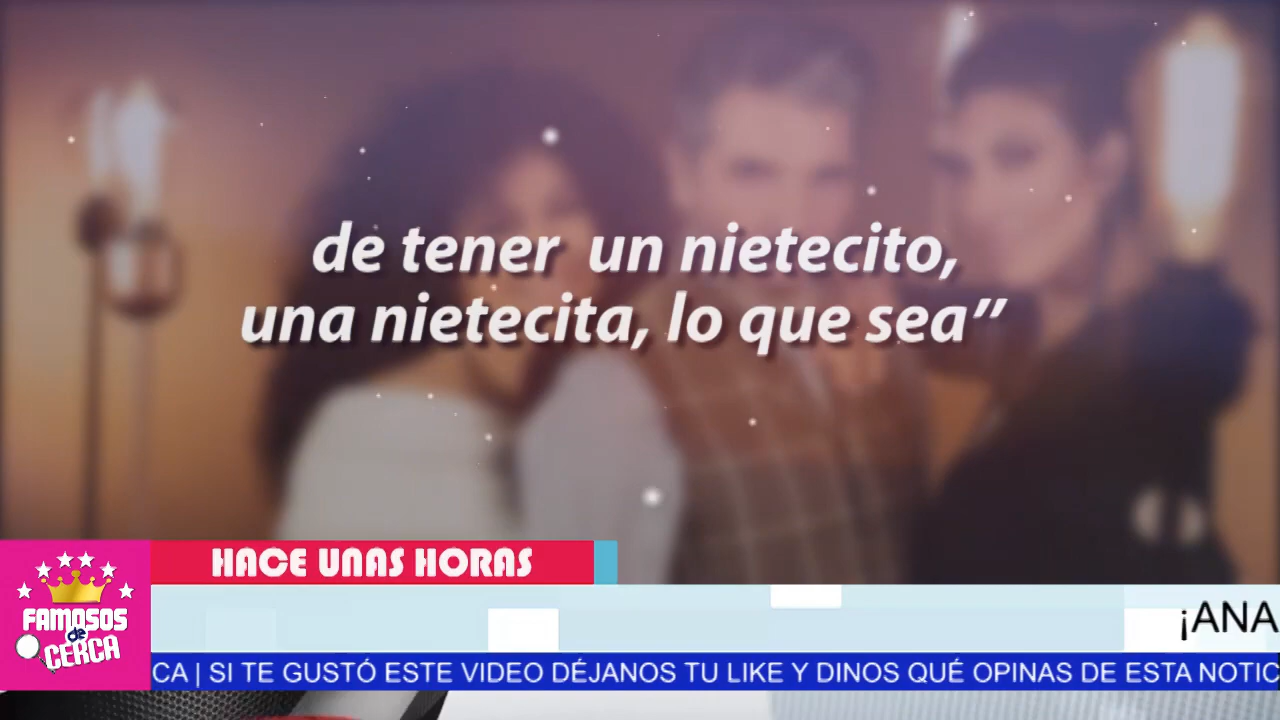 de tener un nietecito,
una nietecita, lo que sea”
HACE UNAS HORAS
FAMOSOS
de
CERCA
¡ANA
CA | SI TE GUSTÓ ESTE VIDEO DÉJANOS TU LIKE Y DINOS QUÉ OPINAS DE ESTA NOTIC